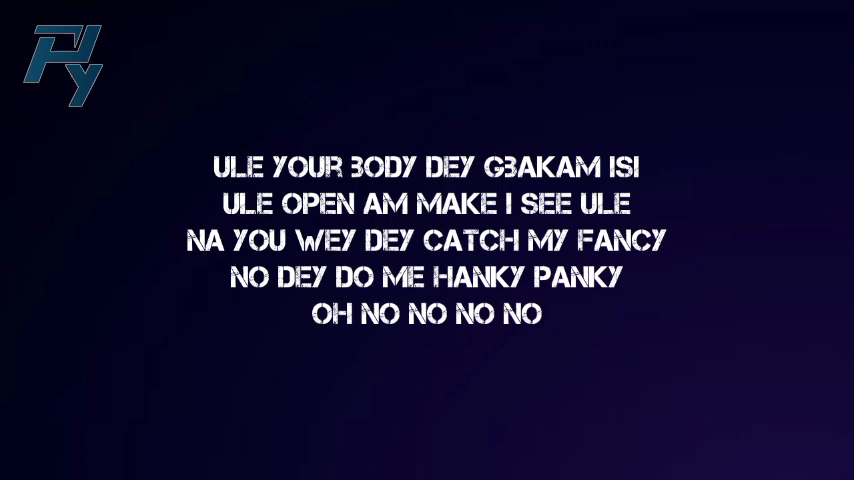 PY
ULE YOUR BODY DEY GBAKAM ISI
ULE OPEN AM MAKE I SEE ULE
NA YOU WEY DEY CATCH MY FANCY
NO DEY DO ME HANKY PANKY
OH NO NO NO NO